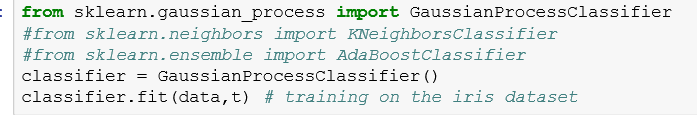 from sklearn.gaussian_process import GaussianProcessClassifier
#from sklearn.neighbors import KNeighborsClassifier
#from sklearn.ensemble import AdaBoostClassifier
classifier = GaussianProcessClassifier()
classifier.fit(data,t) # training on the iris dataset